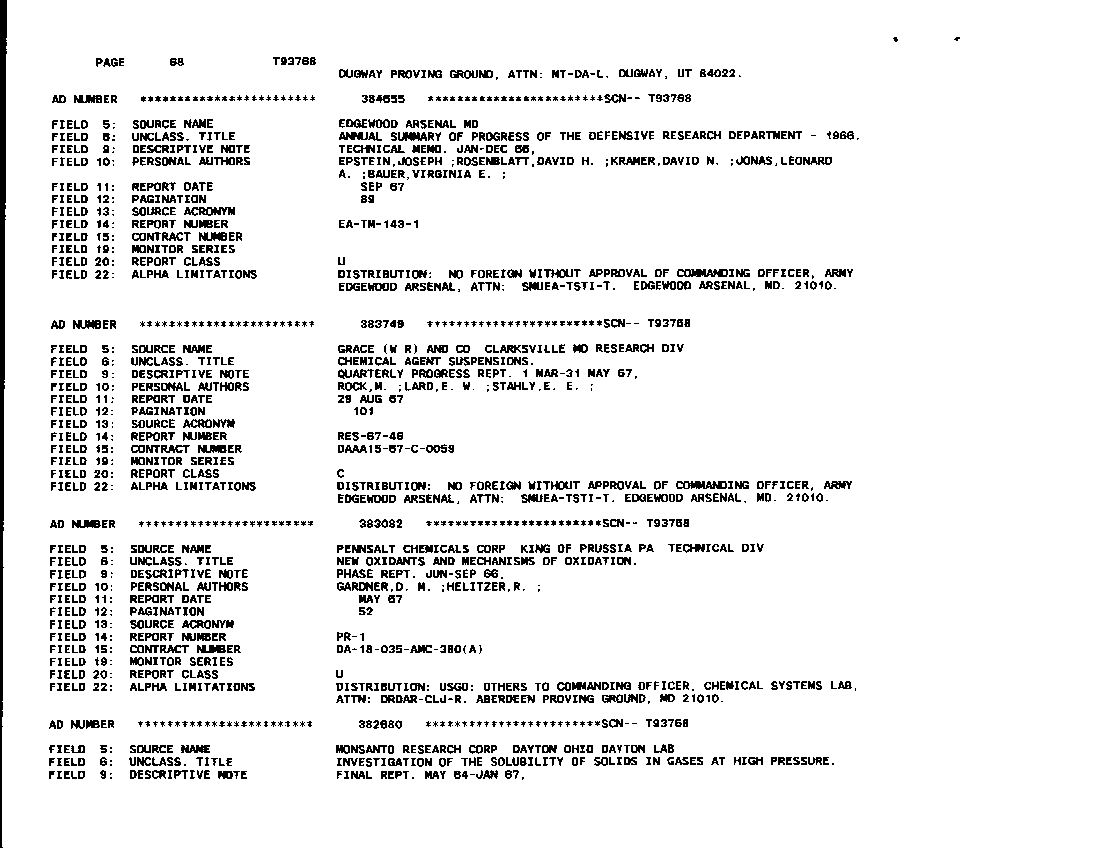 PAGE 68 T93768
DUGWAY PROVING GROUND, ATTN: MT-DA-L. DUGWAY, UT 84022.
AD NUMBER ************************ 384655 ************************SCN-- T93768
FIELD 5: SOURCE NAME EDGEWOOD ARSENAL MD
FIELD 6: UNCLASS. TITLE ANNUAL SUMMARY OF PROGRESS OF THE DEFENSIVE RESEARCH DEPARTMENT - 1966.
FIELD 9: DESCRIPTIVE NOTE TECHNICAL MEMO. JAN-DEC 66,
FIELD 10: PERSONAL AUTHORS EPSTEIN,JOSEPH ;ROSENBLATT,DAVID H. ;KRAMER,DAVID N. ;JONAS,LEONARD
A. ;BAUER,VIRGINIA E. ;
FIELD 11: REPORT DATE SEP 67
FIELD 12: PAGINATION 89
FIELD 13: SOURCE ACRONYM
FIELD 14: REPORT NUMBER EA-TM-143-1
FIELD 15: CONTRACT NUMBER
FIELD 19: MONITOR SERIES
FIELD 20: REPORT CLASS U
FIELD 22: ALPHA LIMITATIONS DISTRIBUTION: NO FOREIGN WITHOUT APPROVAL OF COMMANDING OFFICER, ARMY
EDGEWOOD ARSENAL, ATTN: SMUEA-TSTI-T. EDGEWOOD ARSENAL, MD. 21010.
AD NUMBER ************************ 383749 ************************SCN-- T93768
FIELD 5: SOURCE NAME GRACE (W R) AND CO CLARKSVILLE MD RESEARCH DIV
FIELD 6: UNCLASS. TITLE CHEMICAL AGENT SUSPENSIONS.
FIELD 9: DESCRIPTIVE NOTE QUARTERLY PROGRESS REPT. 1 MAR-31 MAY 67,
FIELD 10: PERSONAL AUTHORS ROCK,M. ;LARD,E. W. ;STAHLY,E. E. ;
FIELD 11: REPORT DATE 29 AUG 67
FIELD 12: PAGINATION 101
FIELD 13: SOURCE ACRONYM
FIELD 14: REPORT NUMBER RES-67-46
FIELD 15: CONTRACT NUMBER DAAA15-67-C-0059
FIELD 19: MONITOR SERIES
FIELD 20: REPORT CLASS C
FIELD 22: ALPHA LIMITATIONS DISTRIBUTION: NO FOREIGN WITHOUT APPROVAL OF COMMANDING OFFICER, ARMY
EDGEWOOD ARSENAL, ATTN: SMUEA-TSTI-T. EDGEWOOD ARSENAL, MD. 21010.
AD NUMBER ************************ 383082 ************************SCN-- T93768
FIELD 5: SOURCE NAME PENNSALT CHEMICALS CORP KING OF PRUSSIA PA TECHNICAL DIV
FIELD 6: UNCLASS. TITLE NEW OXIDANTS AND MECHANISMS OF OXIDATION.
FIELD 9: DESCRIPTIVE NOTE PHASE REPT. JUN-SEP 66,
FIELD 10: PERSONAL AUTHORS GARDNER,D. M. ;HELITZER,R. ;
FIELD 11: REPORT DATE MAY 67
FIELD 12: PAGINATION 52
FIELD 13: SOURCE ACRONYM
FIELD 14: REPORT NUMBER PR-1
FIELD 15: CONTRACT NUMBER DA-18-035-AMC-380(A)
FIELD 19: MONITOR SERIES
FIELD 20: REPORT CLASS U
FIELD 22: ALPHA LIMITATIONS DISTRIBUTION: USGO: OTHERS TO COMMANDING OFFICER, CHEMICAL SYSTEMS LAB,
ATTN: DRDAR-CLJ-R. ABERDEEN PROVING GROUND, MD 21010.
AD NUMBER ************************ 382680 ************************SCN-- T93768
FIELD 5: SOURCE NAME MONSANTO RESEARCH CORP DAYTON OHIO DAYTON LAB
FIELD 6: UNCLASS. TITLE INVESTIGATION OF THE SOLUBILITY OF SOLIDS IN GASES AT HIGH PRESSURE.
FIELD 9: DESCRIPTIVE NOTE FINAL REPT. MAY 64-JAN 67,